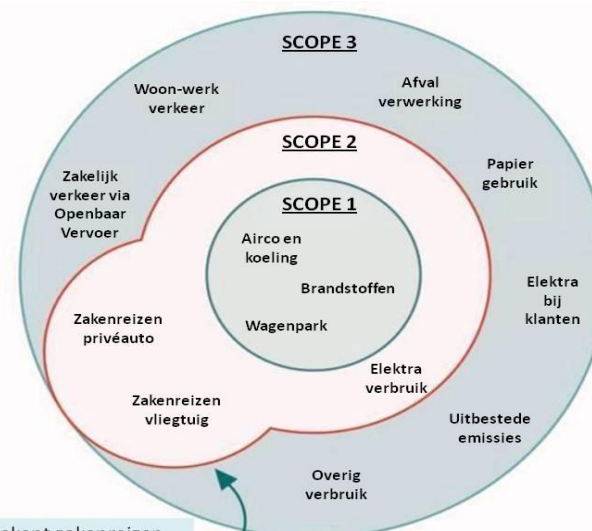 SCOPE 3
Woon-werk
verkeer
Afval
verwerking
SCOPE 2
Papier
gebruik
Zakelijk
verkeer via
Openbaar
Vervoer
SCOPE 1
Airco en
koeling
Brandstoffen
Elektra
bij
klanten
Zakenreizen
privéauto
Wagenpark
Elektra
verbruik
Zakenreizen
vliegtuig
Uitbestede
emissies
Overig
verbruik
zakenreizen